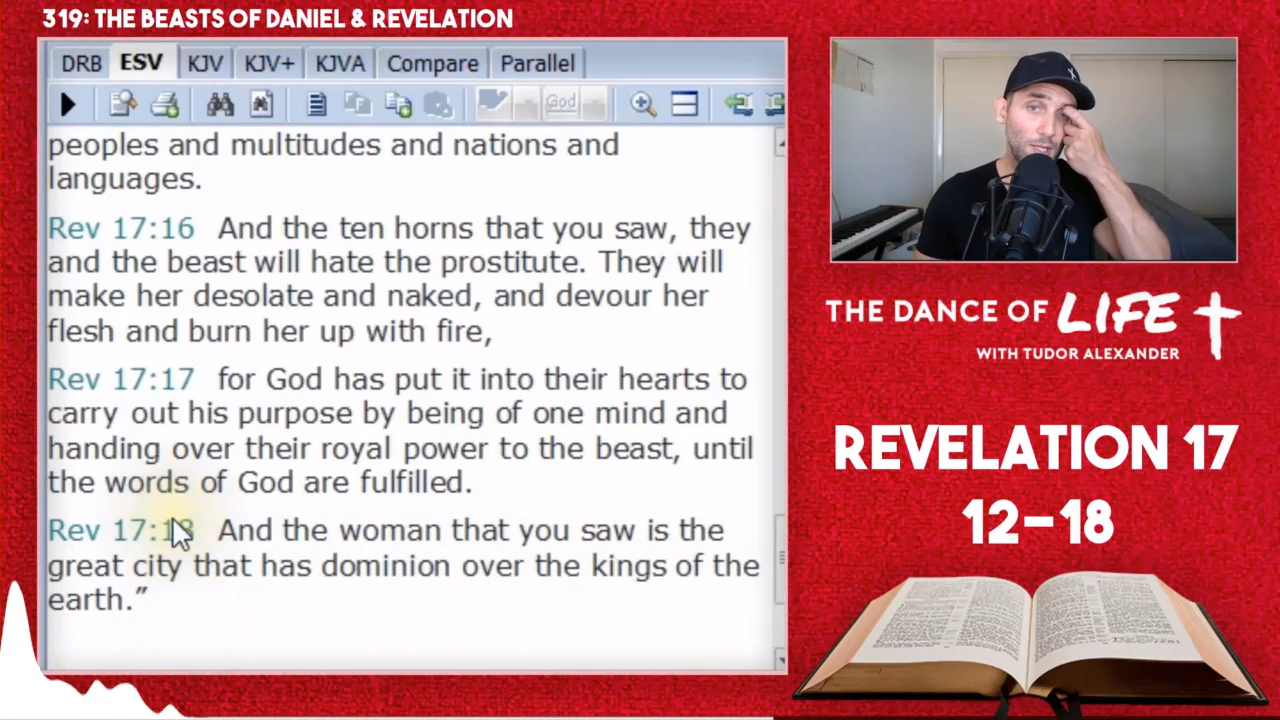 319: THE BEASTS OF DANIEL & REVELATION
DRB ESV KJV KJV+ KJVA Compare Parallel
God
peoples and multitudes and nations and
languages.
Rev 17:16 And the ten horns that you saw, they
and the beast will hate the prostitute. They will
make her desolate and naked, and devour her
flesh and burn her up with fire,
Rev 17:17 for God has put it into their hearts to
carry out his purpose by being of one mind and
handing over their royal power to the beast, until
the words of God are fulfilled.
Rev 17:18 And the woman that you saw is the
great city that has dominion over the kings of the
earth.”
THE DANCE OF LIFE
WITH TUDOR ALEXANDER
REVELATION 17
12-18